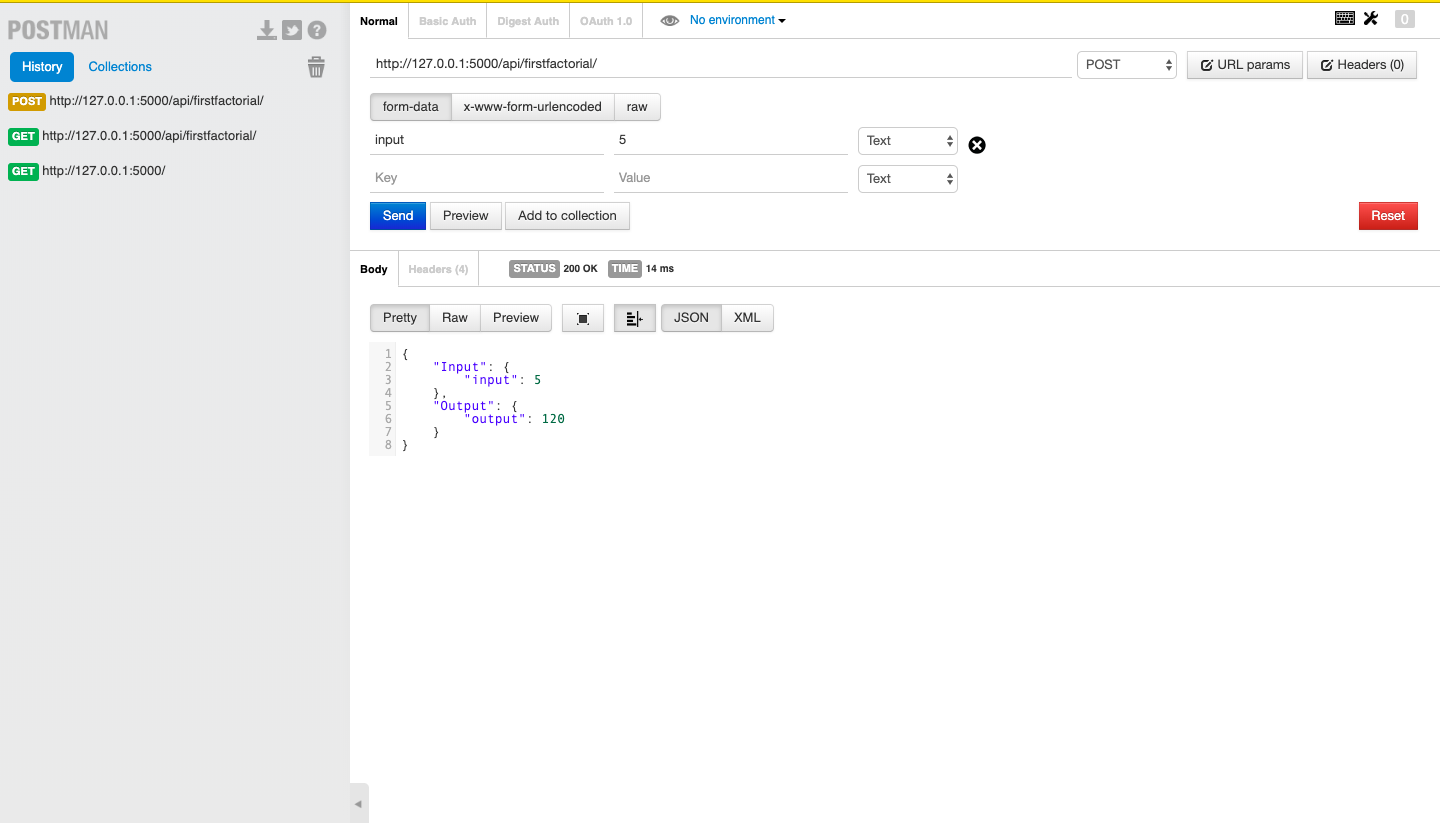 POSTMAN
History Collections
POST http://127.0.0.1:5000/api/firstfactorial/
GET http://127.0.0.1:5000/api/firstfactorial/
GET http://127.0.0.1:5000/
Normal Basic Auth Digest Auth OAuth 1.0 No environment 0
http://127.0.0.1:5000/api/firstfactorial/ POST URL params Headers (0)
form-data x-www-form-urlencoded raw
input 5 Text
Key Value Text
Send Preview Add to collection Reset
Body Headers (4) STATUS 200 OK TIME 14 ms
Pretty Raw Preview JSON XML
1 {
2 "Input": {
3 "input": 5
4 },
5 "Output": {
6 "output": 120
7 }
8 }